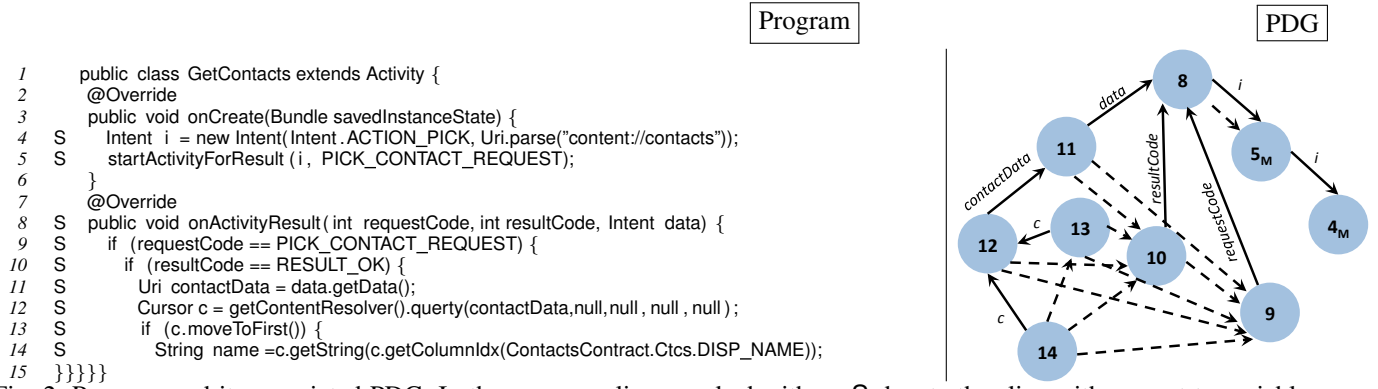 Program
PDG
1 public class GetContacts extends Activity {
2 @Override
3 public void onCreate(Bundle savedInstanceState) {
4 S Intent i = new Intent(Intent.ACTION_PICK, Uri.parse("content://contacts"));
5 S startActivityForResult (i, PICK_CONTACT_REQUEST);
6 }
7 @Override
8 S public void onActivityResult(int requestCode, int resultCode, Intent data) {
9 S if (requestCode == PICK_CONTACT_REQUEST) {
10 S if (resultCode == RESULT_OK) {
11 S Uri contactData = data.getData();
12 S Cursor c = getContentResolver().querty(contactData,null,null, null, null);
13 S if (c.moveToFirst()) {
14 S String name =c.getString(c.getColumnIdx(ContactsContract.Ctcs.DISP_NAME));
15 }}}}}
8
data
i
11
5M
i
contactData
resultCode
requestCode
4M
12
c
13
10
9
c
14